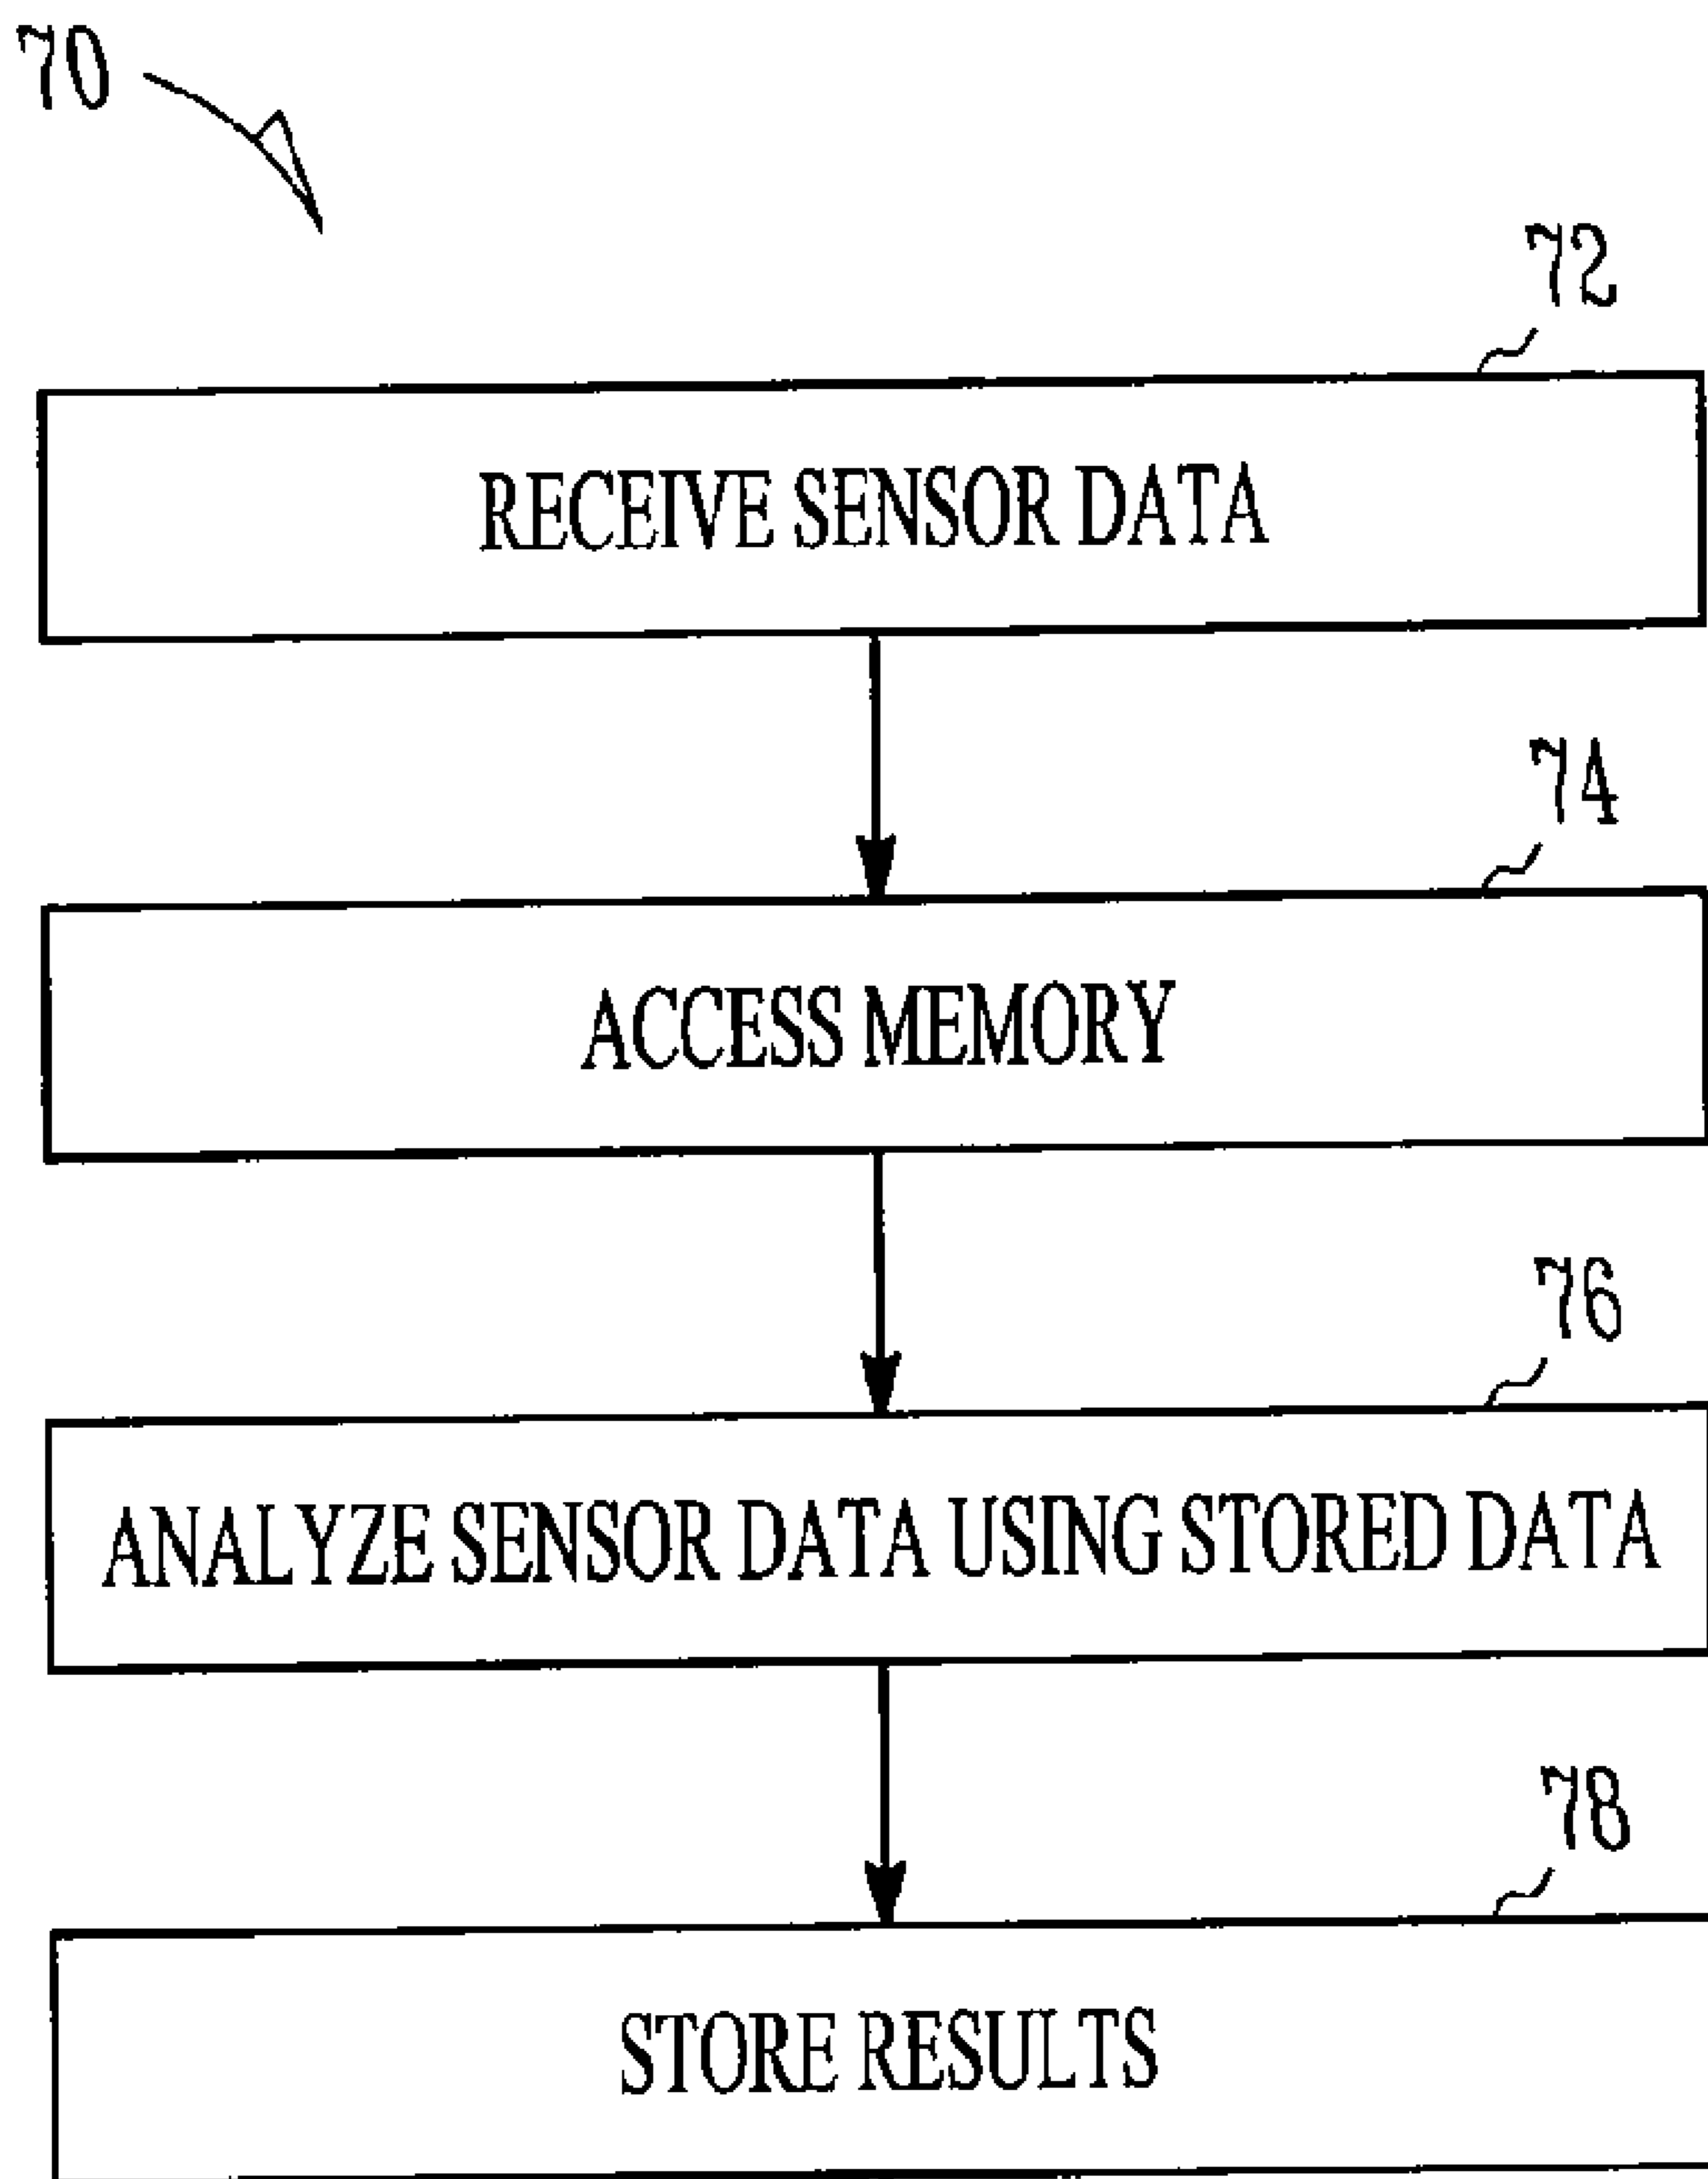 70
72
RECEIVE SENSOR DATA
74
ACCESS MEMORY
76
ANALYZE SENSOR DATA USING STORED DATA
78
STORE RESULTS